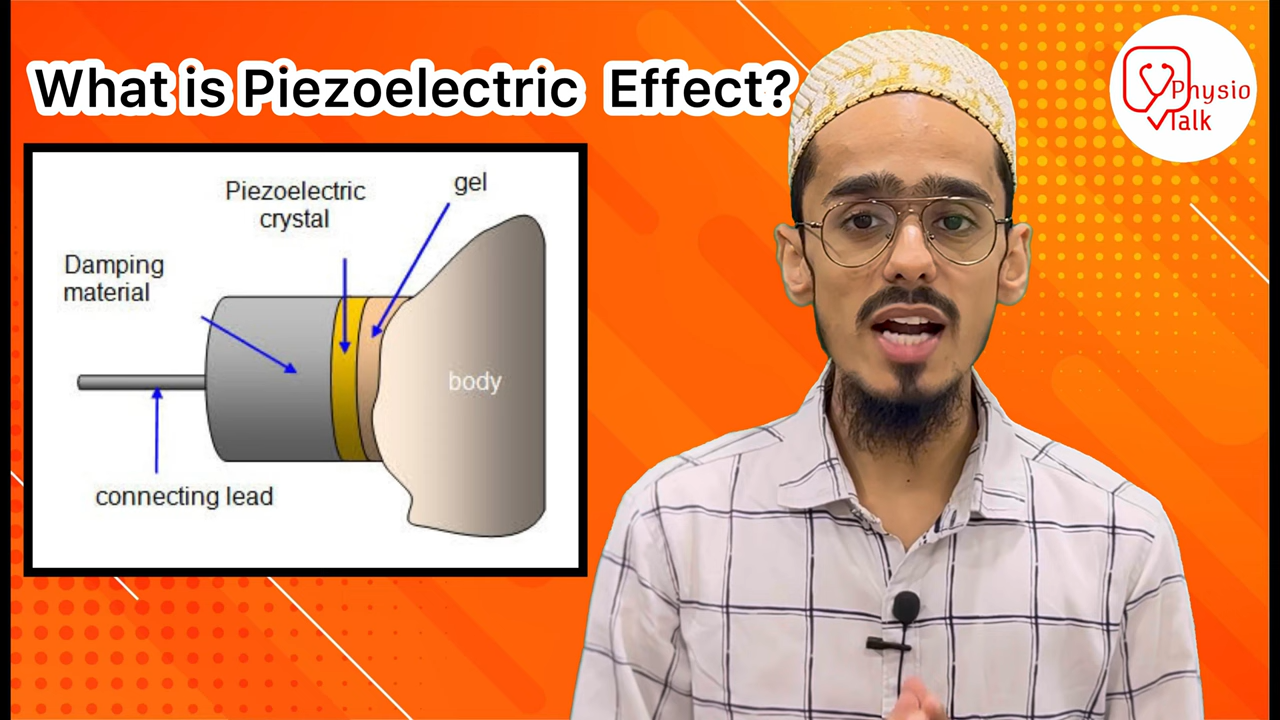 What is Piezoelectric Effect?
Physio
Talk
Piezoelectric
crystal
gel
Damping
material
body
connecting lead